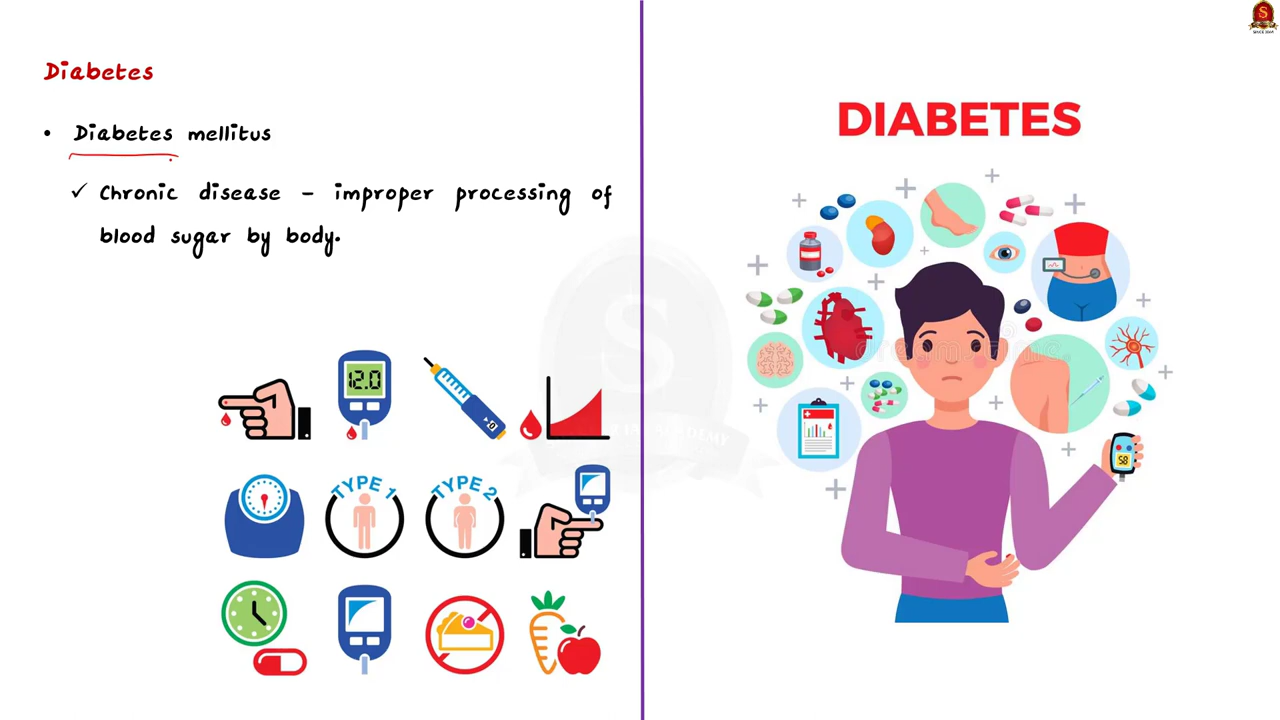 Diabetes
• Diabetes mellitus
✓ Chronic disease – improper processing of
blood sugar by body.
12.0
TYPE 1
TYPE 2
DIABETES
58
S